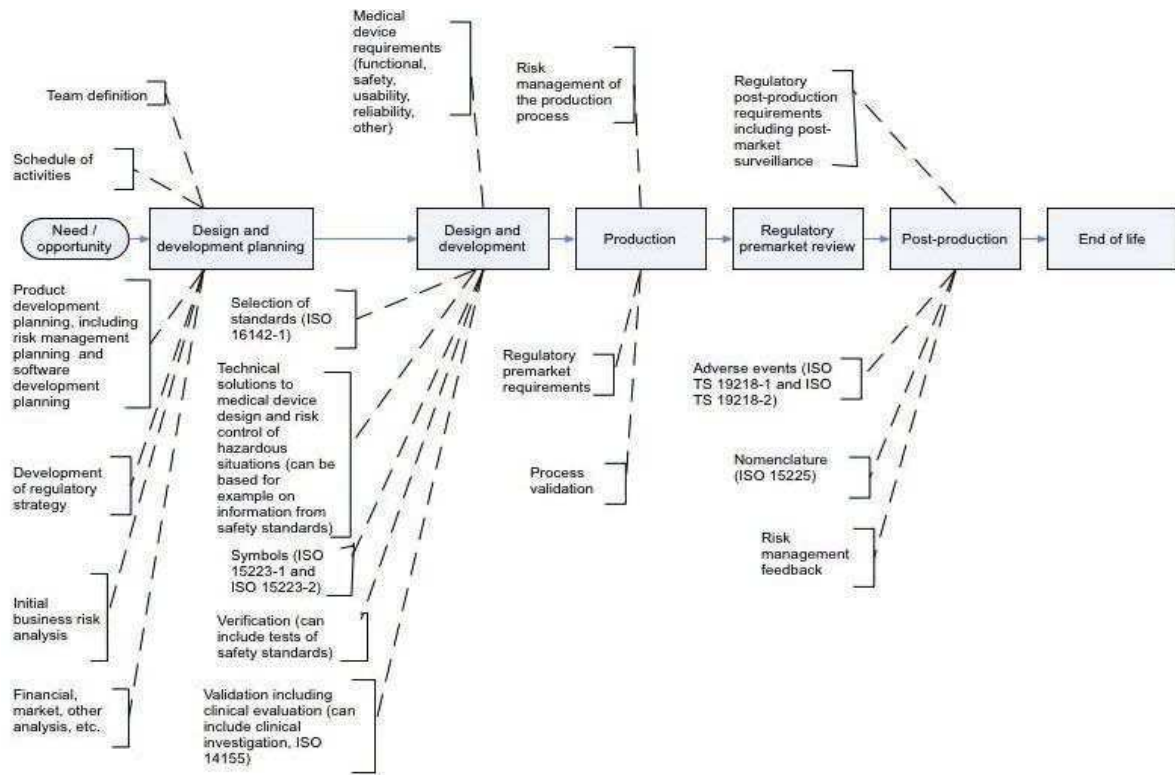 Team definition
Schedule of
activities
Medical
device
requirements
(functional,
safety,
usability,
reliability,
other)
Risk
management of
the production
process
Regulatory
post-production
requirements
including post-
market
surveillance
Need /
opportunity
Design and
development planning
Design and
development
Production
Regulatory
premarket review
Post-production
End of life
Product
development
planning, including
risk management
planning and
software
development
planning
Development
of regulatory
strategy
Initial
business risk
analysis
Financial,
market, other
analysis, etc.
Selection of
standards (ISO
16142-1)
Technical
solutions to
medical device
design and risk
control of
hazardous
situations (can be
based for
example on
information from
safety standards)
Symbols (ISO
15223-1 and
ISO 15223-2)
Verification (can
include tests of
safety standards)
Validation including
clinical evaluation (can
include clinical
investigation, ISO
14155)
Regulatory
premarket
requirements
Process
validation
Adverse events (ISO
TS 19218-1 and ISO
TS 19218-2)
Nomenclature
(ISO 15225)
Risk
management
feedback